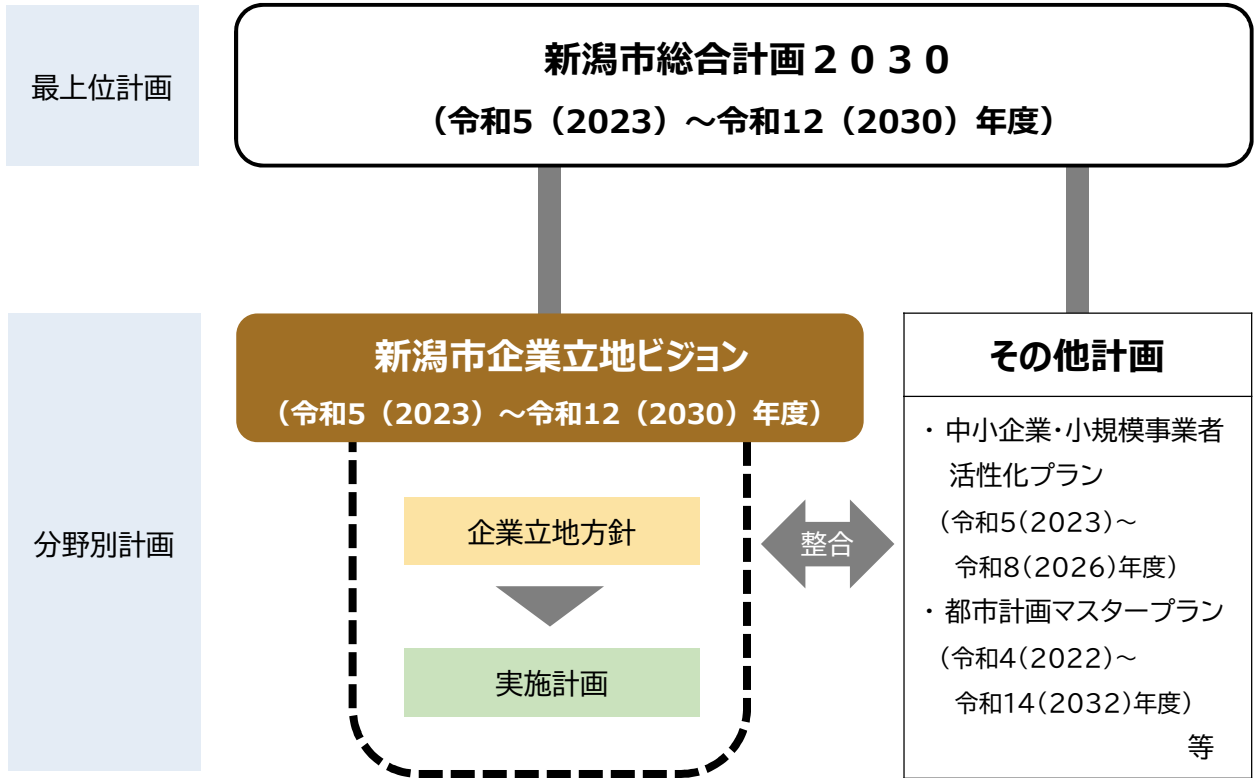 最上位計画
新潟市総合計画２０３０
（令和5（2023）～令和12（2030）年度）
分野別計画
新潟市企業立地ビジョン
（令和5（2023）～令和12（2030）年度）
企業立地方針
実施計画
整合
その他計画
・ 中小企業・小規模事業者
活性化プラン
（令和5(2023)～
令和8(2026)年度）
・ 都市計画マスタープラン
（令和4(2022)～
令和14(2032)年度）
等